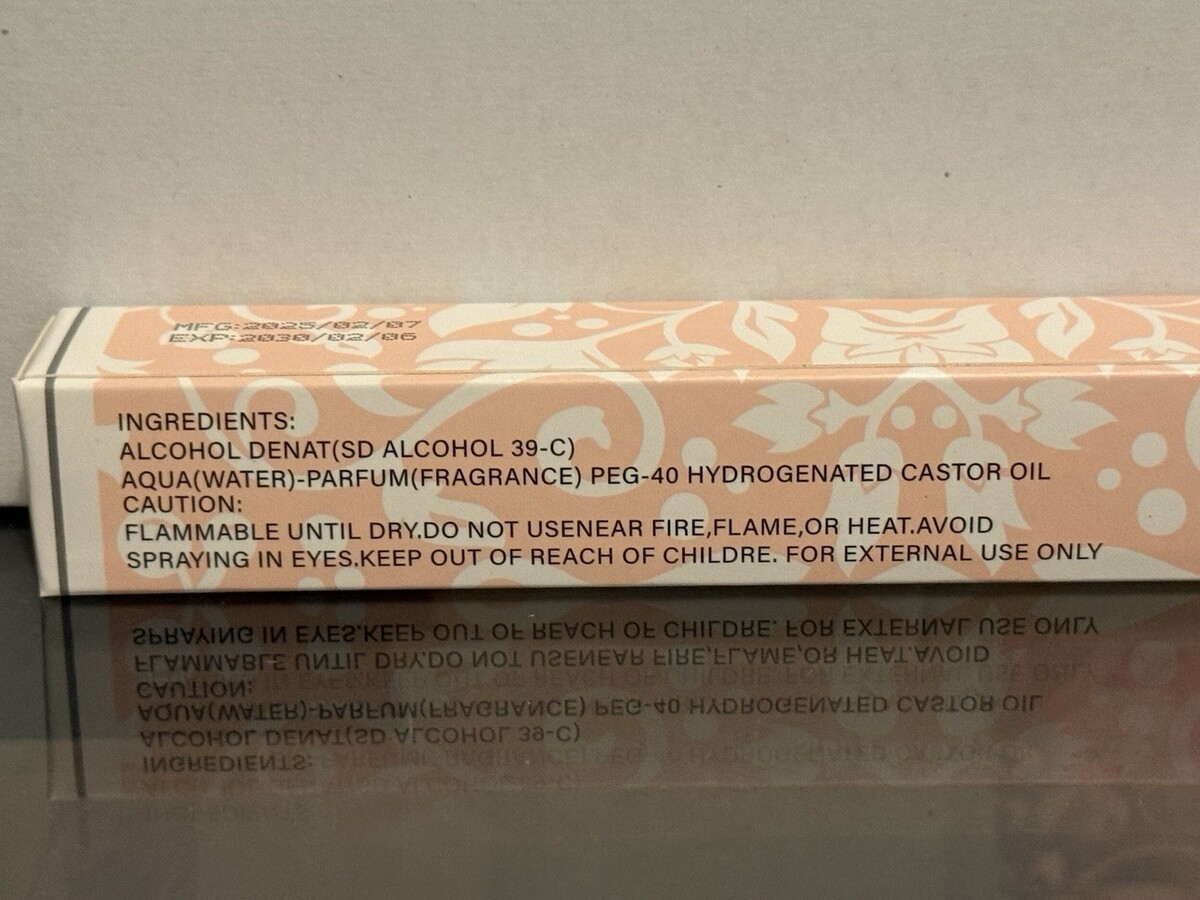 MFG:2025/02/07
EXP:2030/02/06
INGREDIENTS:
ALCOHOL DENAT(SD ALCOHOL 39-C)
AQUA(WATER)-PARFUM(FRAGRANCE) PEG-40 HYDROGENATED CASTOR OIL
CAUTION:
FLAMMABLE UNTIL DRY.DO NOT USENEAR FIRE,FLAME,OR HEAT.AVOID
SPRAYING IN EYES.KEEP OUT OF REACH OF CHILDRE. FOR EXTERNAL USE ONLY